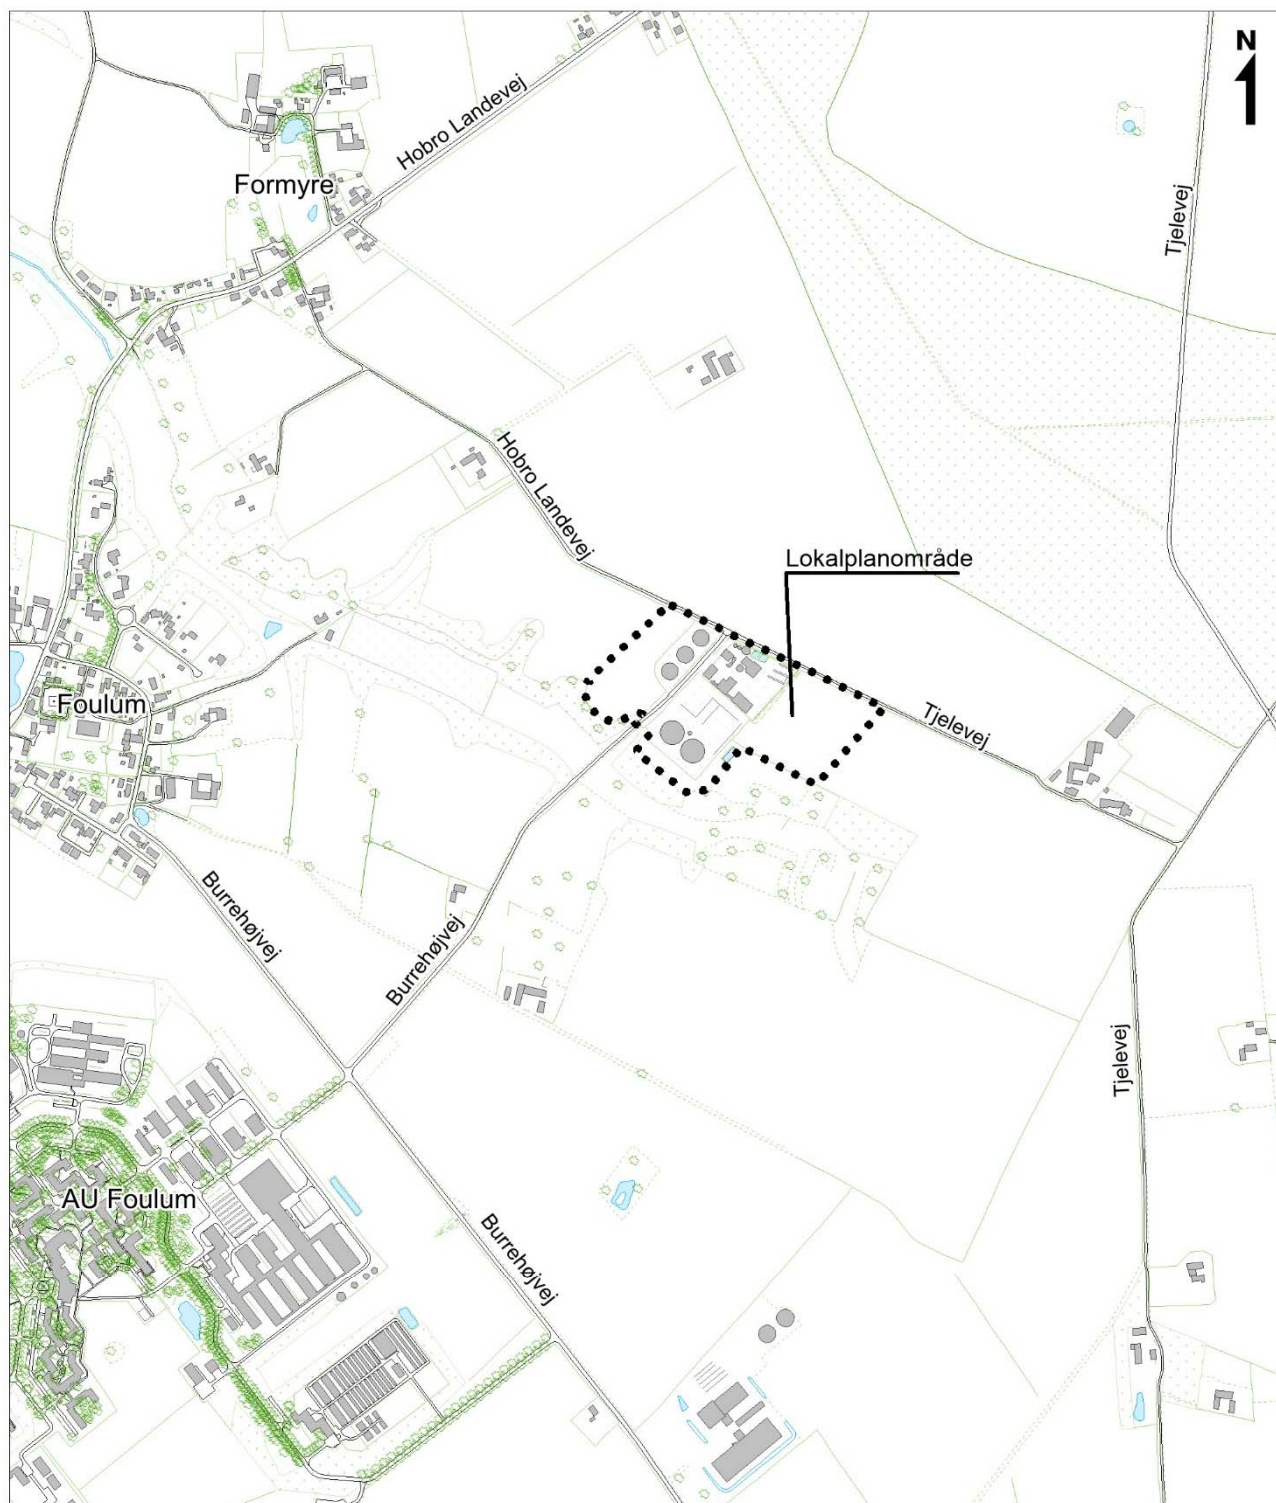 N
Hobro Landevej
Formyre
Tjelevej
Hobro Landevej
Lokalplanområde
Foulum
Tjelevej
Burrehøjvej
Burrehøjvej
Tjelevej
AU Foulum
Burrehøjvej